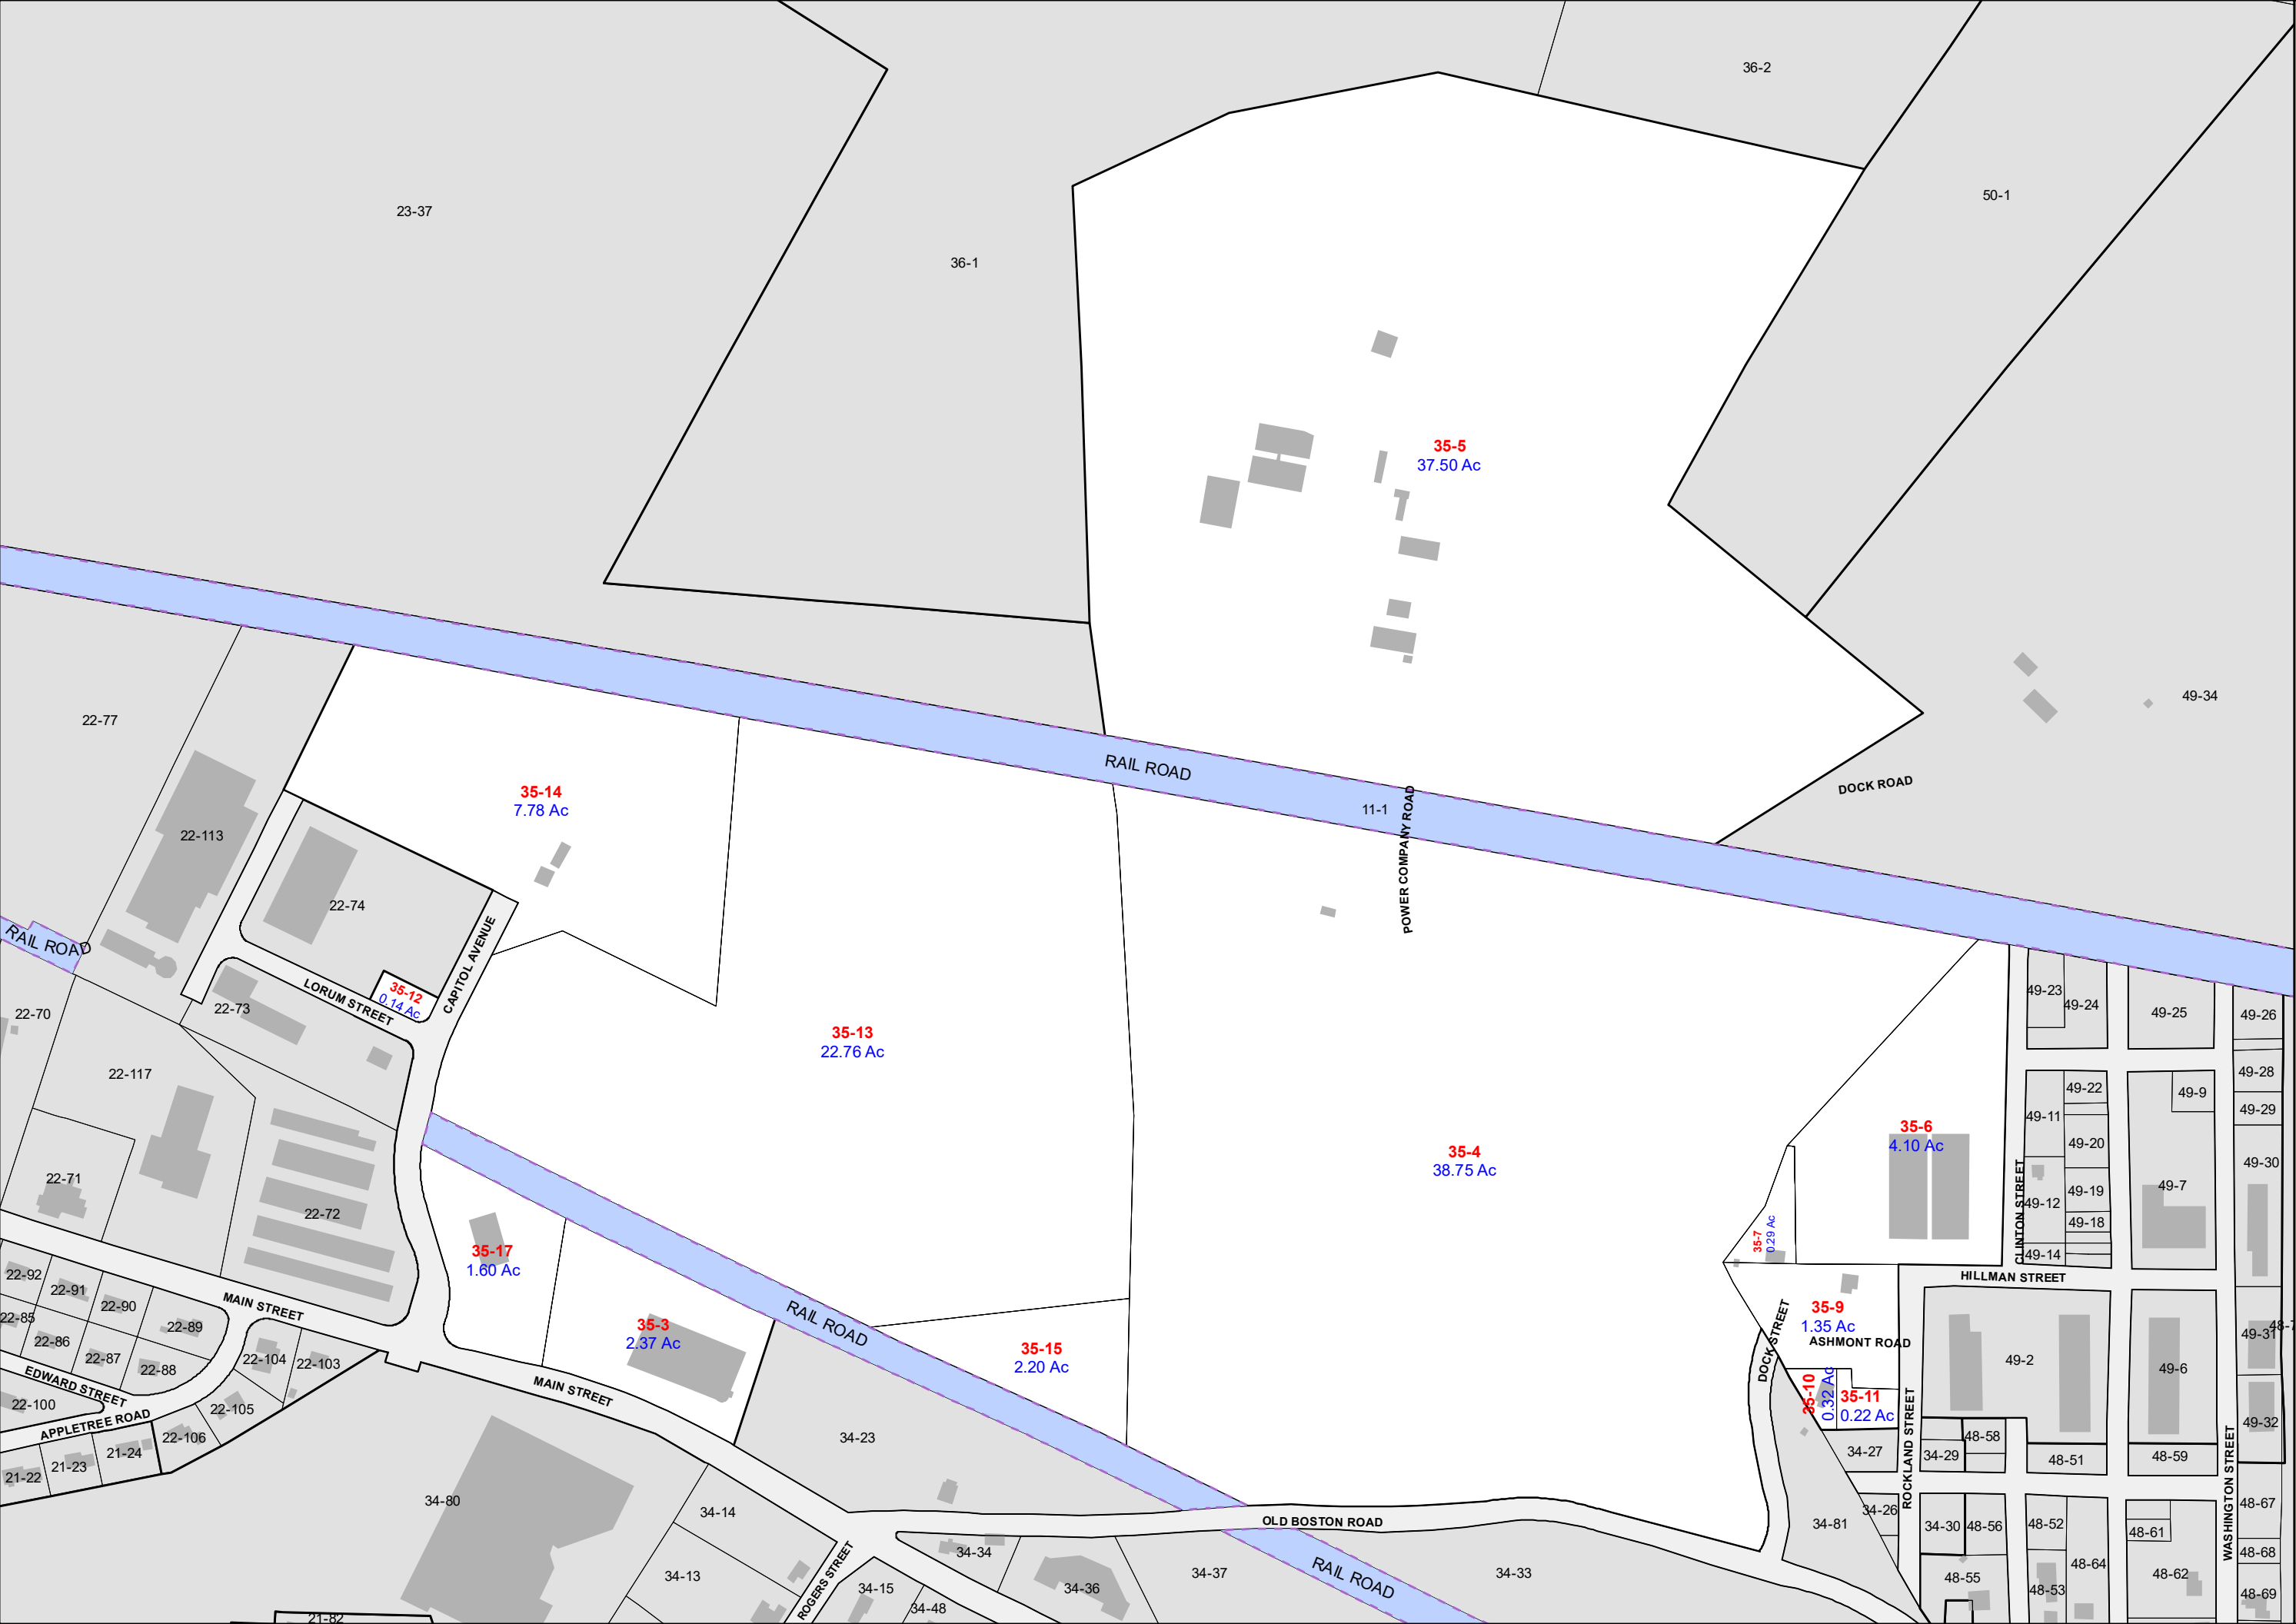 36-2
23-37
50-1
36-1
35-5
37.50 Ac
49-34
22-77
RAIL ROAD
DOCK ROAD
35-14
7.78 Ac
11-1
POWER COMPANY ROAD
22-113
22-74
CAPITOL AVENUE
RAIL ROAD
35-12
0.14 Ac
LORUM STREET
22-73
22-70
49-23
49-24
49-25
49-26
35-13
22.76 Ac
22-117
49-28
49-22
49-9
49-29
49-11
35-6
4.10 Ac
49-20
35-4
38.75 Ac
49-30
22-71
49-7
49-19
49-12
CLINTON STREET
22-72
49-18
35-7
0.29 Ac
49-14
35-17
1.60 Ac
22-92
HILLMAN STREET
22-91
22-90
MAIN STREET
35-9
1.35 Ac
ASHMONT ROAD
22-85
22-89
35-3
2.37 Ac
RAIL ROAD
DOCK STREET
49-31
48-7
22-86
35-15
2.20 Ac
22-87
22-88
22-104
22-103
49-2
49-6
EDWARD STREET
MAIN STREET
35-10
0.32 Ac
35-11
0.22 Ac
22-100
22-105
APPLETREE ROAD
22-106
49-32
34-23
48-58
ROCKLAND STREET
21-24
21-23
21-22
34-27
34-29
48-51
48-59
WASHINGTON STREET
34-80
34-14
48-67
34-26
OLD BOSTON ROAD
34-81
34-30
48-56
48-52
48-61
34-34
48-68
48-64
RAIL ROAD
34-37
34-33
34-13
ROGERS STREET
34-15
34-36
48-55
48-62
48-53
48-69
34-48
21-82